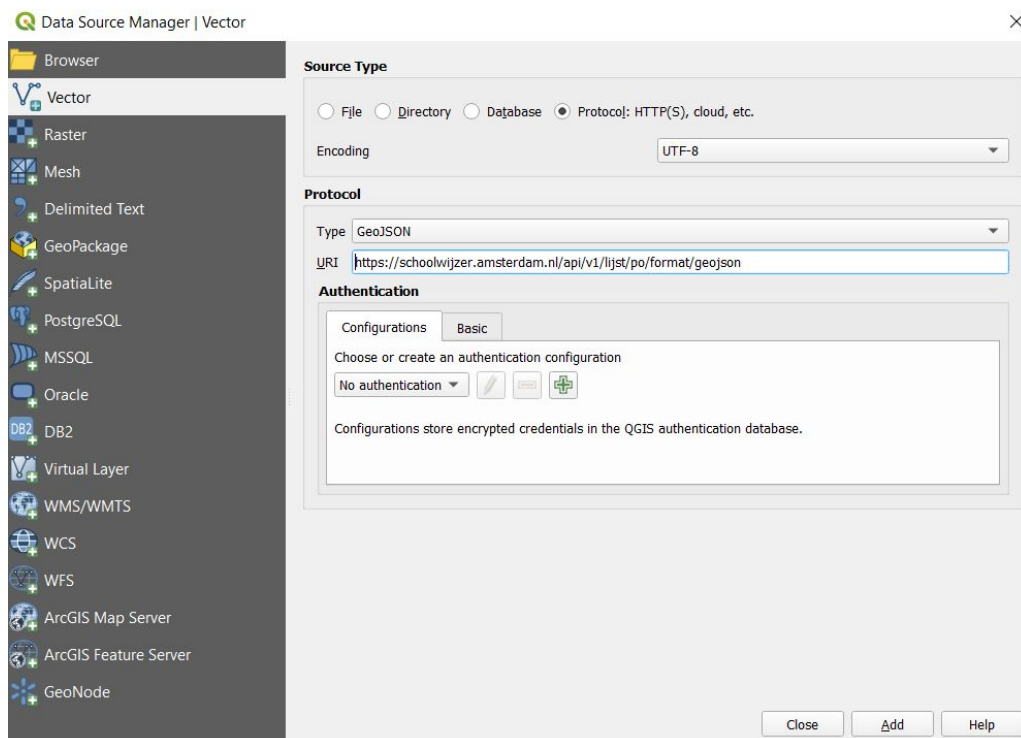 Data Source Manager | Vector
Browser
Vector
Raster
Mesh
Delimited Text
GeoPackage
SpatiaLite
PostgreSQL
MSSQL
Oracle
DB2 DB2
Virtual Layer
WMS/WMTS
WCS
WFS
ArcGIS Map Server
ArcGIS Feature Server
GeoNode
Source Type
File Directory Database Protocol: HTTP(S), cloud, etc.
Encoding UTF-8
Protocol
Type GeoJSON
URI https://schoolwijzer.amsterdam.nl/api/v1/lijst/po/format/geojson
Authentication
Configurations Basic
Choose or create an authentication configuration
No authentication
Configurations store encrypted credentials in the QGIS authentication database.
Close Add Help